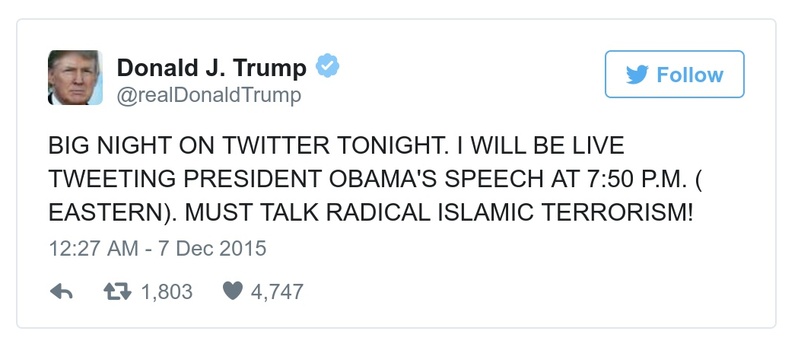 Donald J. Trump
@realDonaldTrump
Follow
BIG NIGHT ON TWITTER TONIGHT. I WILL BE LIVE
TWEETING PRESIDENT OBAMA'S SPEECH AT 7:50 P.M. (
EASTERN). MUST TALK RADICAL ISLAMIC TERRORISM!
12:27 AM - 7 Dec 2015
1,803 4,747